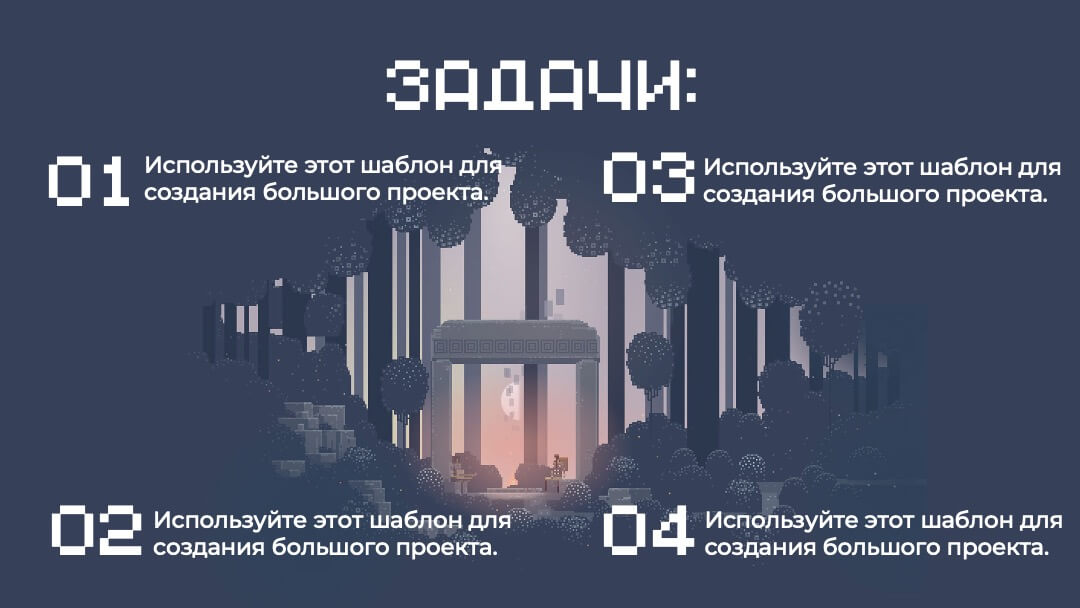 ЗАДАЧИ:
01
Используйте этот шаблон для
создания большого проекта.
02
Используйте этот шаблон для
создания большого проекта.
03
Используйте этот шаблон для
создания большого проекта.
04
Используйте этот шаблон для
создания большого проекта.